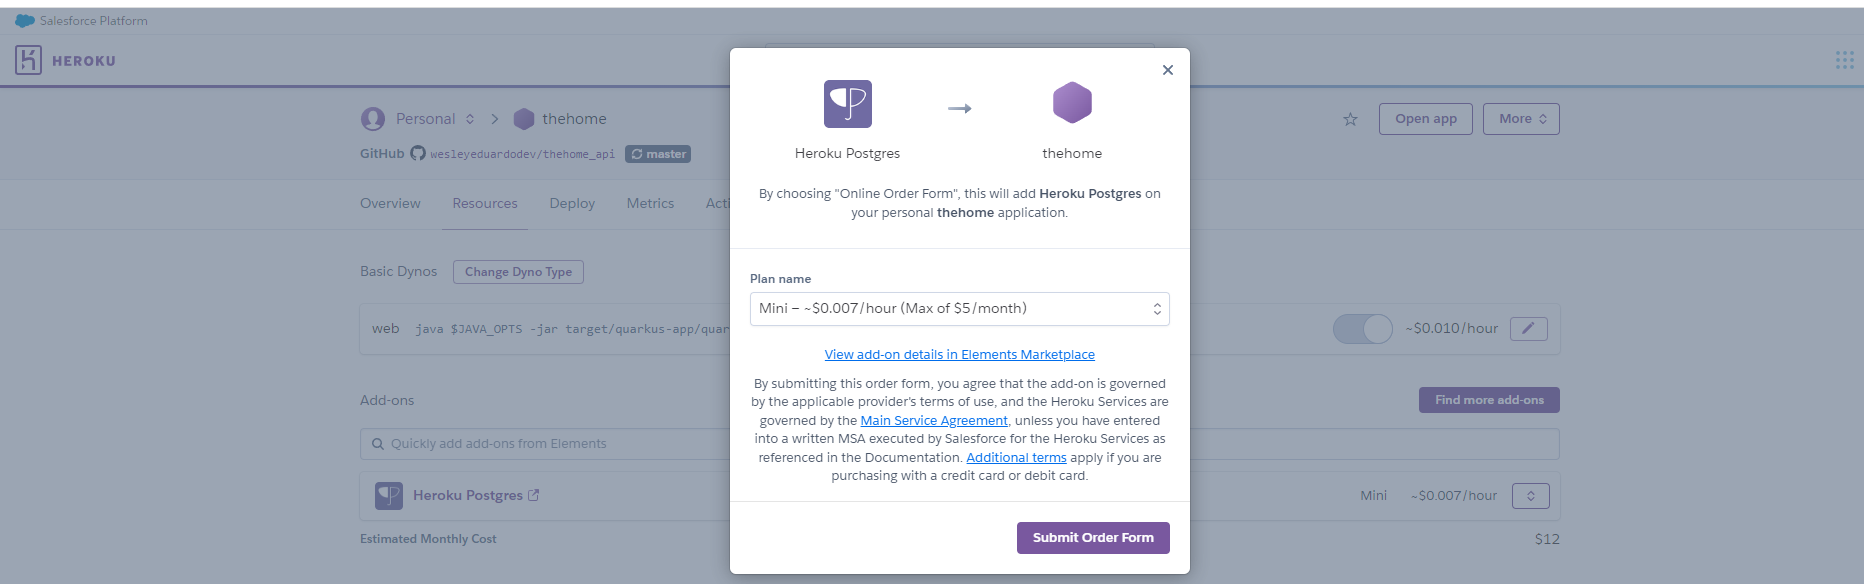 Salesforce Platform
HEROKU
Personal
thehome
Open app
More
GitHub wesleyeduardodev/thehome_api master
Overview
Resources
Deploy
Metrics
Basic Dynos
Change Dyno Type
web java $JAVA_OPTS -jar target/quarkus-app/quar
~$0.010/hour
Add-ons
Find more add-ons
Quickly add add-ons from Elements
Heroku Postgres
Mini
~$0.007/hour
Estimated Monthly Cost
$12
Heroku Postgres
thehome
By choosing "Online Order Form", this will add Heroku Postgres on
your personal thehome application.
Plan name
Mini – ~$0.007/hour (Max of $5/month)
View add-on details in Elements Marketplace
By submitting this order form, you agree that the add-on is governed
by the applicable provider's terms of use, and the Heroku Services are
governed by the Main Service Agreement, unless you have entered
into a written MSA executed by Salesforce for the Heroku Services as
referenced in the Documentation. Additional terms apply if you are
purchasing with a credit card or debit card.
Submit Order Form